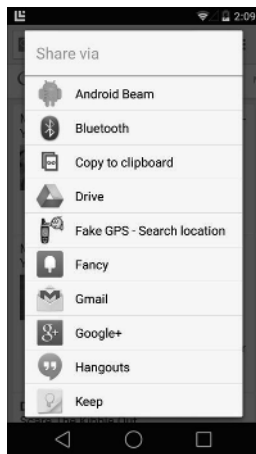 2:09
Share via
Android Beam
Bluetooth
Copy to clipboard
Drive
Fake GPS - Search location
Fancy
Gmail
Google+
Hangouts
Keep